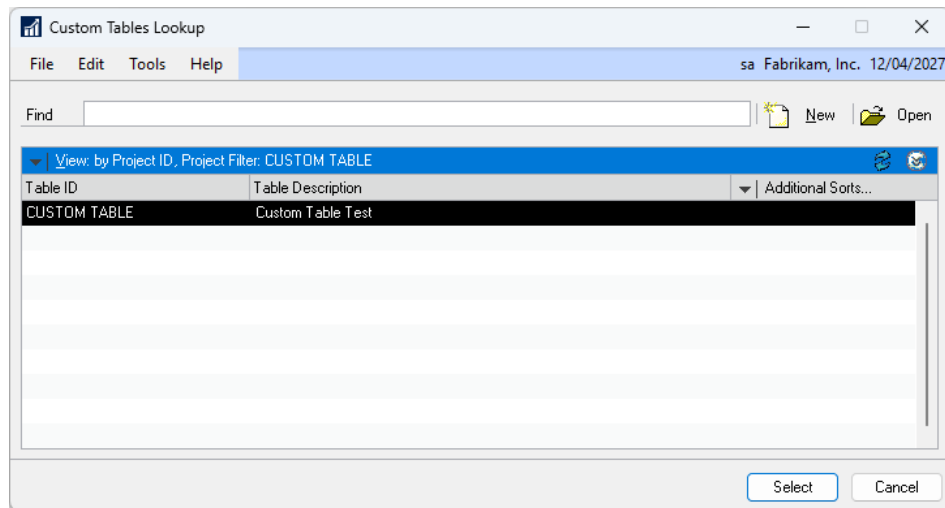 Custom Tables Lookup
File Edit Tools Help sa Fabrikam, Inc. 12/04/2027
Find New Open
View: by Project ID, Project Filter: CUSTOM TABLE
Table ID Table Description Additional Sorts...
CUSTOM TABLE Custom Table Test
Select Cancel